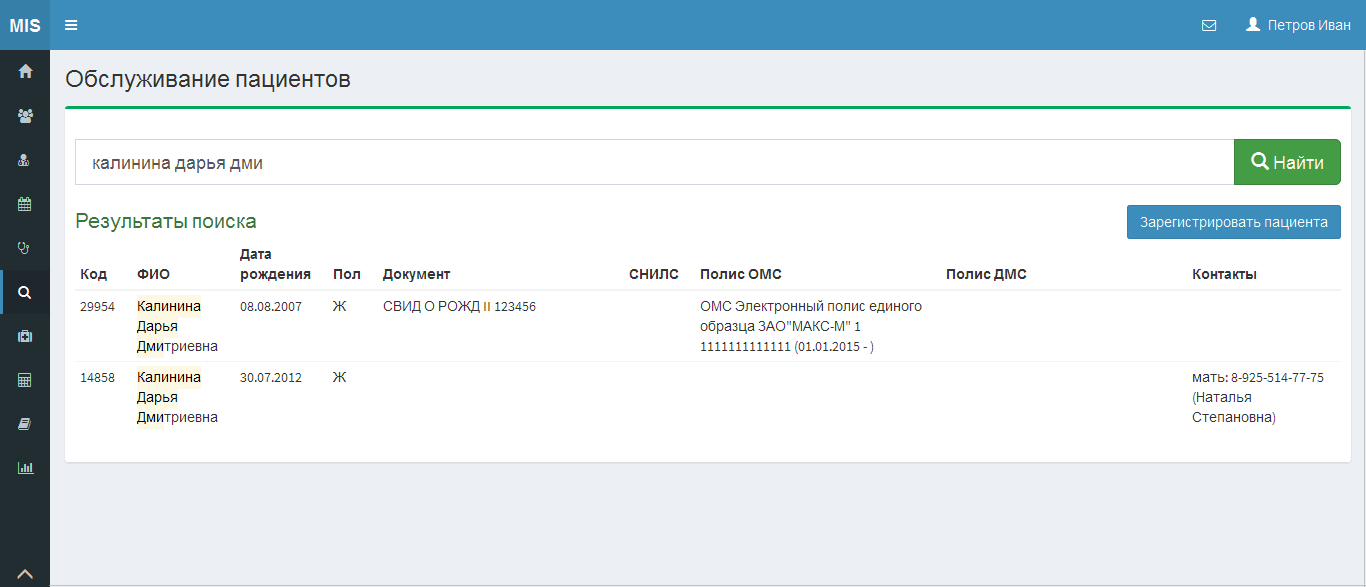 MIS
Петров Иван
Обслуживание пациентов
калинина дарья дми
Найти
Результаты поиска
Зарегистрировать пациента
Код ФИО Дата рождения Пол Документ СНИЛС Полис ОМС Полис ДМС Контакты
29954 Калинина 08.08.2007 Ж СВИД О РОЖД II 123456 ОМС Электронный полис единого
Дарья образца ЗАО"МАКС-М" 1
Дмитриевна 1111111111111 (01.01.2015 - )
14858 Калинина 30.07.2012 Ж мать: 8-925-514-77-75
Дарья (Наталья
Дмитриевна Степановна)